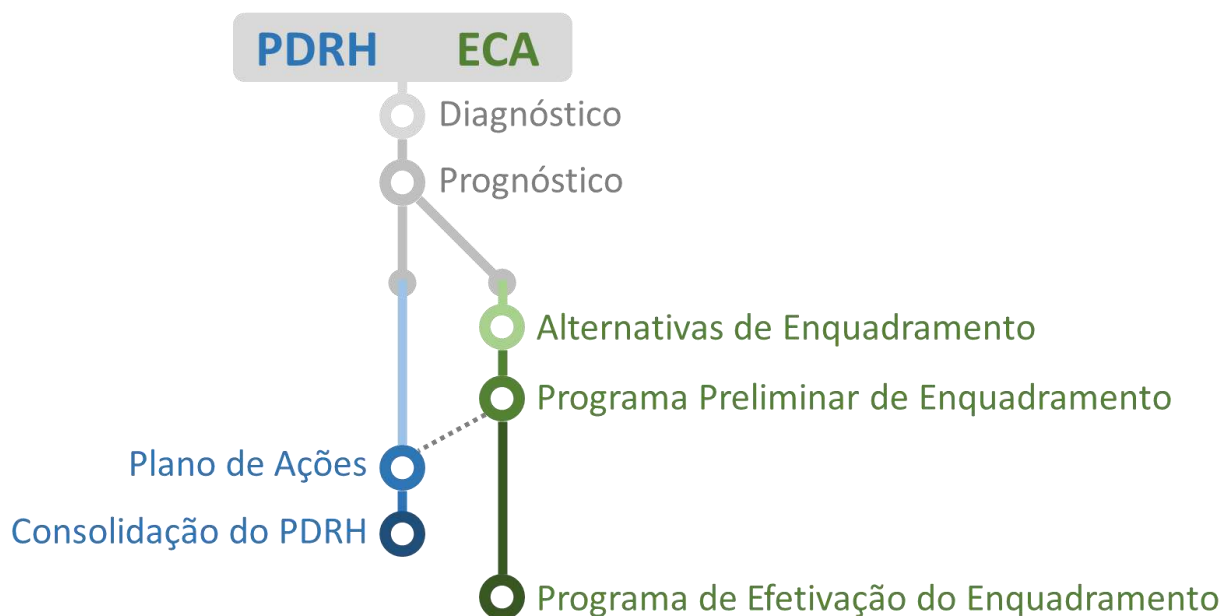 PDRH ECA
Diagnóstico
Prognóstico
Alternativas de Enquadramento
Programa Preliminar de Enquadramento
Plano de Ações
Consolidação do PDRH
Programa de Efetivação do Enquadramento